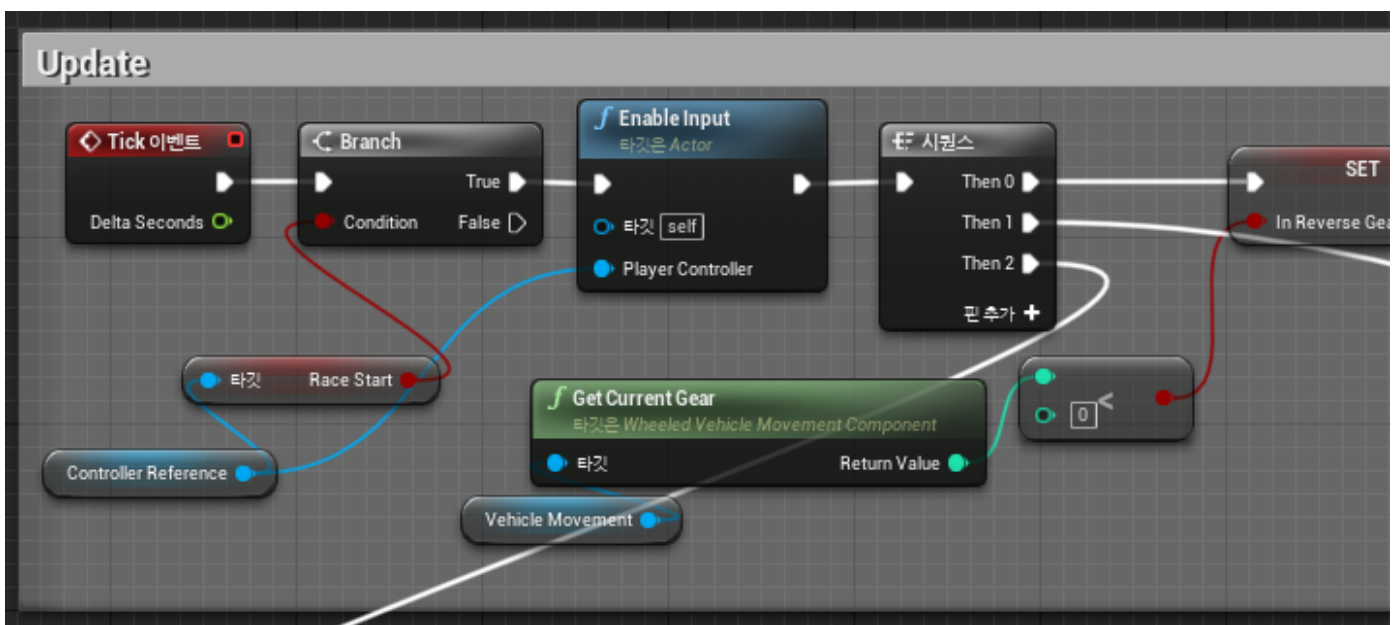 Update
Tick 이벤트
Delta Seconds
Branch
True
Condition
False
f Enable Input
타깃은 Actor
타깃 self
Player Controller
시퀀스
Then 0
Then 1
Then 2
핀 추가 +
SET
In Reverse Gea
타깃
Race Start
Controller Reference
f Get Current Gear
타깃은 Wheeled Vehicle Movement Component
타깃
Return Value
Vehicle Movement
0
<